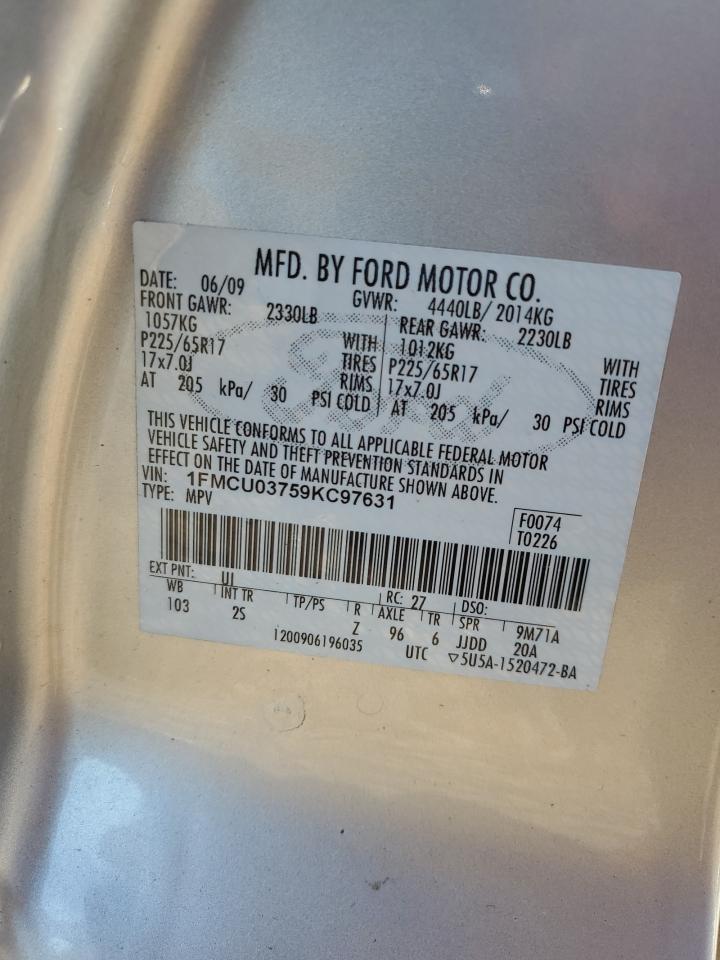 MFD. BY FORD MOTOR CO.
DATE: 06/09 GVWR: 4440LB/ 2014KG
FRONT GAWR: 2330LB REAR GAWR: 2230LB
1057KG WITH 1012KG WITH
P225/65R17 TIRES P225/65R17 TIRES
17x7.0J RIMS 17x7.0J RIMS
AT 205 kPa/ 30 PSI COLD AT 205 kPa/ 30 PSI COLD
Ford
THIS VEHICLE CONFORMS TO ALL APPLICABLE FEDERAL MOTOR
VEHICLE SAFETY AND THEFT PREVENTION STANDARDS IN
EFFECT ON THE DATE OF MANUFACTURE SHOWN ABOVE.
VIN: 1FMCU03759KC97631
TYPE: MPV
F0074
T0226
EXT PNT: UI RC: 27 DSO:
WB INT TR TP/PS R AXLE TR SPR 9M71A
103 2S Z 96 6 JJDD 20A
1200906196035 UTC ▽5U5A-1520472-BA